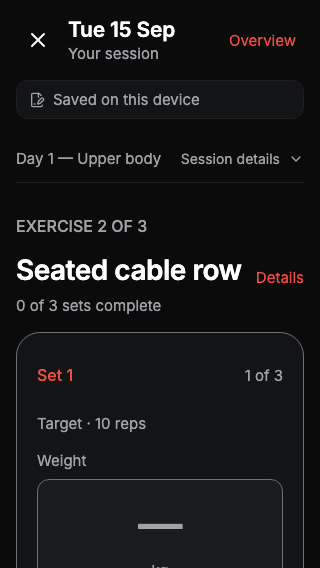 Tue 15 Sep
Your session
Overview
Saved on this device
Day 1 — Upper body
Session details
EXERCISE 2 OF 3
Seated cable row
Details
0 of 3 sets complete
Set 1
1 of 3
Target · 10 reps
Weight
—
kg